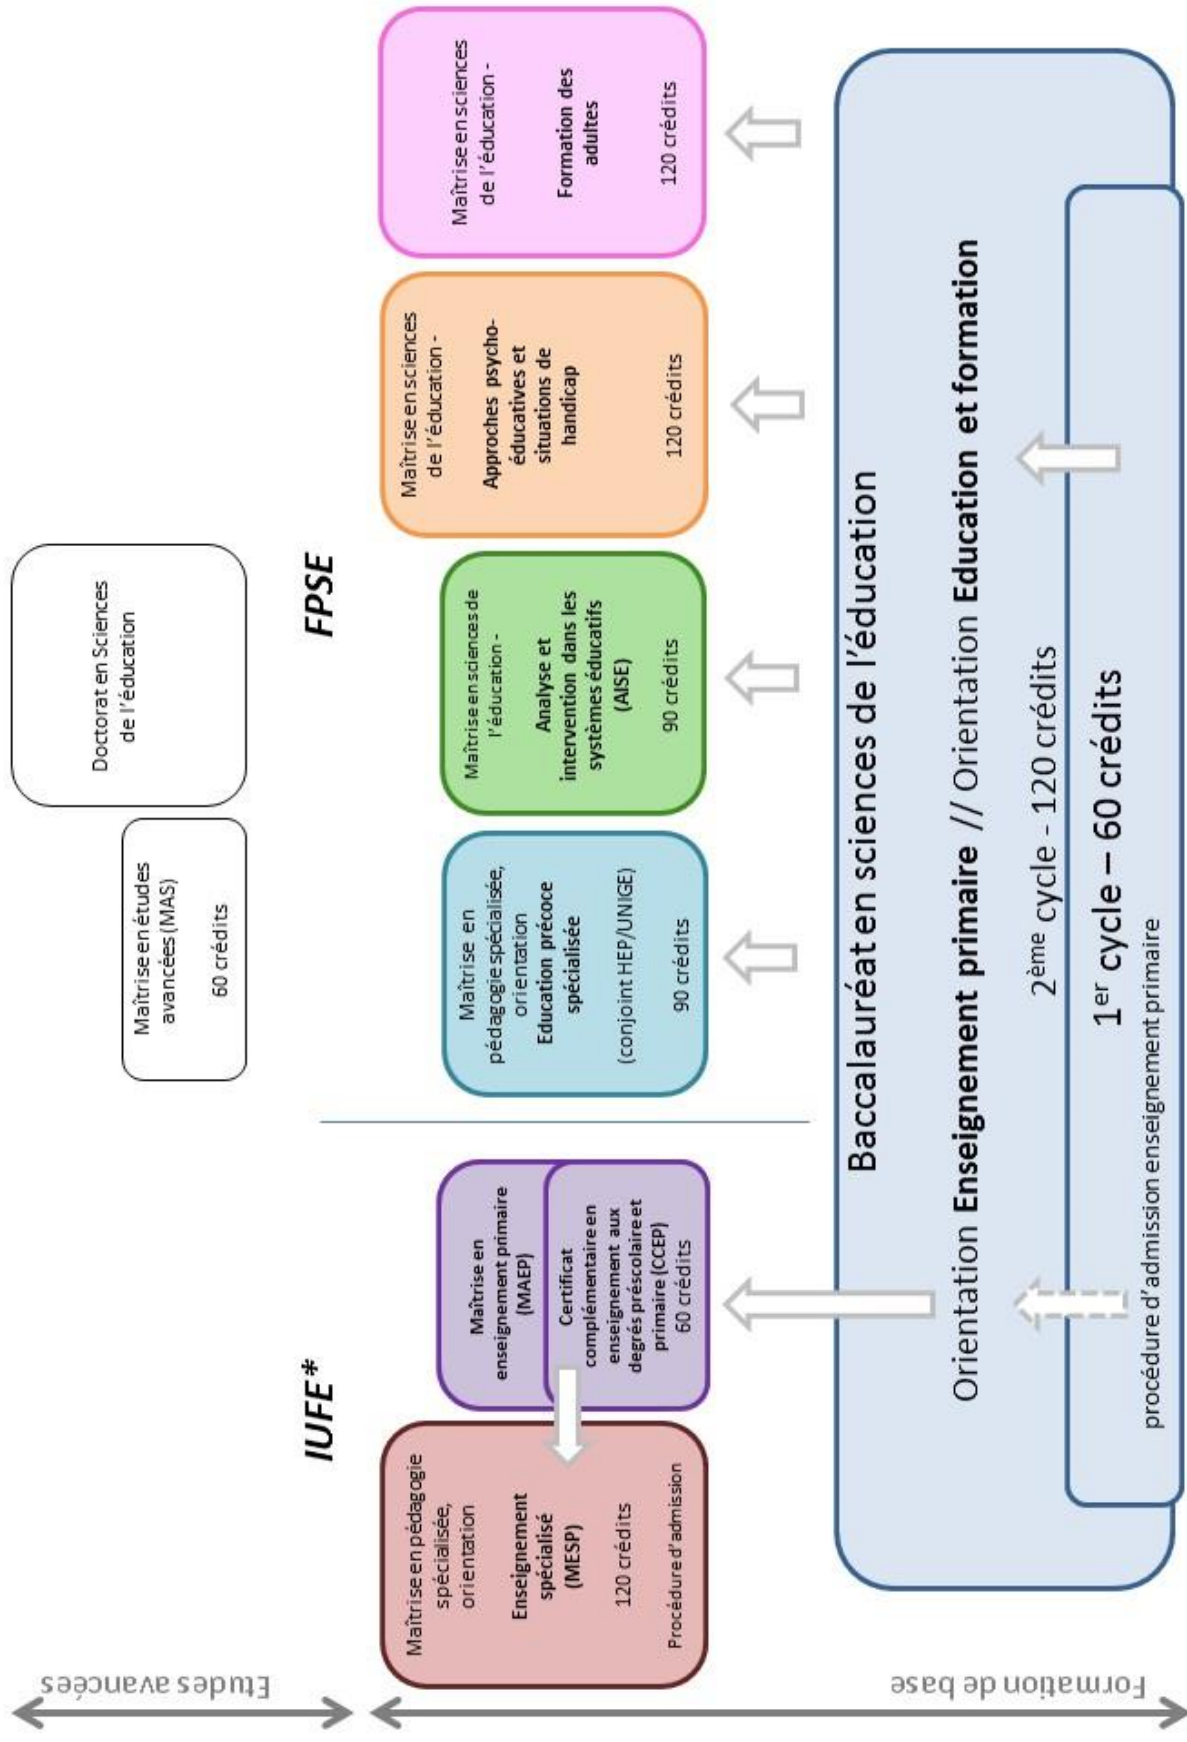 Doctorat en Sciences
de l'éducation
Maîtrise en études
avancées (MAS)
60 crédits
Etudes avancées
IUFE*
FPSE
Maîtrise en pédagogie
spécialisée,
orientation
Enseignement
spécialisé
(MESP)
120 crédits
Procédure d'admission
Maîtrise en
enseignement primaire
(MAEP)
Certificat
complémentaire en
enseignement aux
degrés préscolaire et
primaire (CCEP)
60 crédits
Maîtrise en
pédagogie spécialisée,
orientation
Education précoce
spécialisée
(conjoint HEP/UNIGE)
90 crédits
Maîtrise en sciences de
l'éducation -
Analyse et
intervention dans les
systèmes éducatifs
(AISE)
90 crédits
Maîtrise en sciences
de l'éducation -
Approches psycho-
éducatives et
situations de
handicap
120 crédits
Maîtrise en sciences
de l'éducation -
Formation des
adultes
120 crédits
Formation de base
Baccalauréat en sciences de l'éducation
Orientation Enseignement primaire // Orientation Education et formation
2ème cycle - 120 crédits
1er cycle – 60 crédits
procédure d'admission enseignement primaire